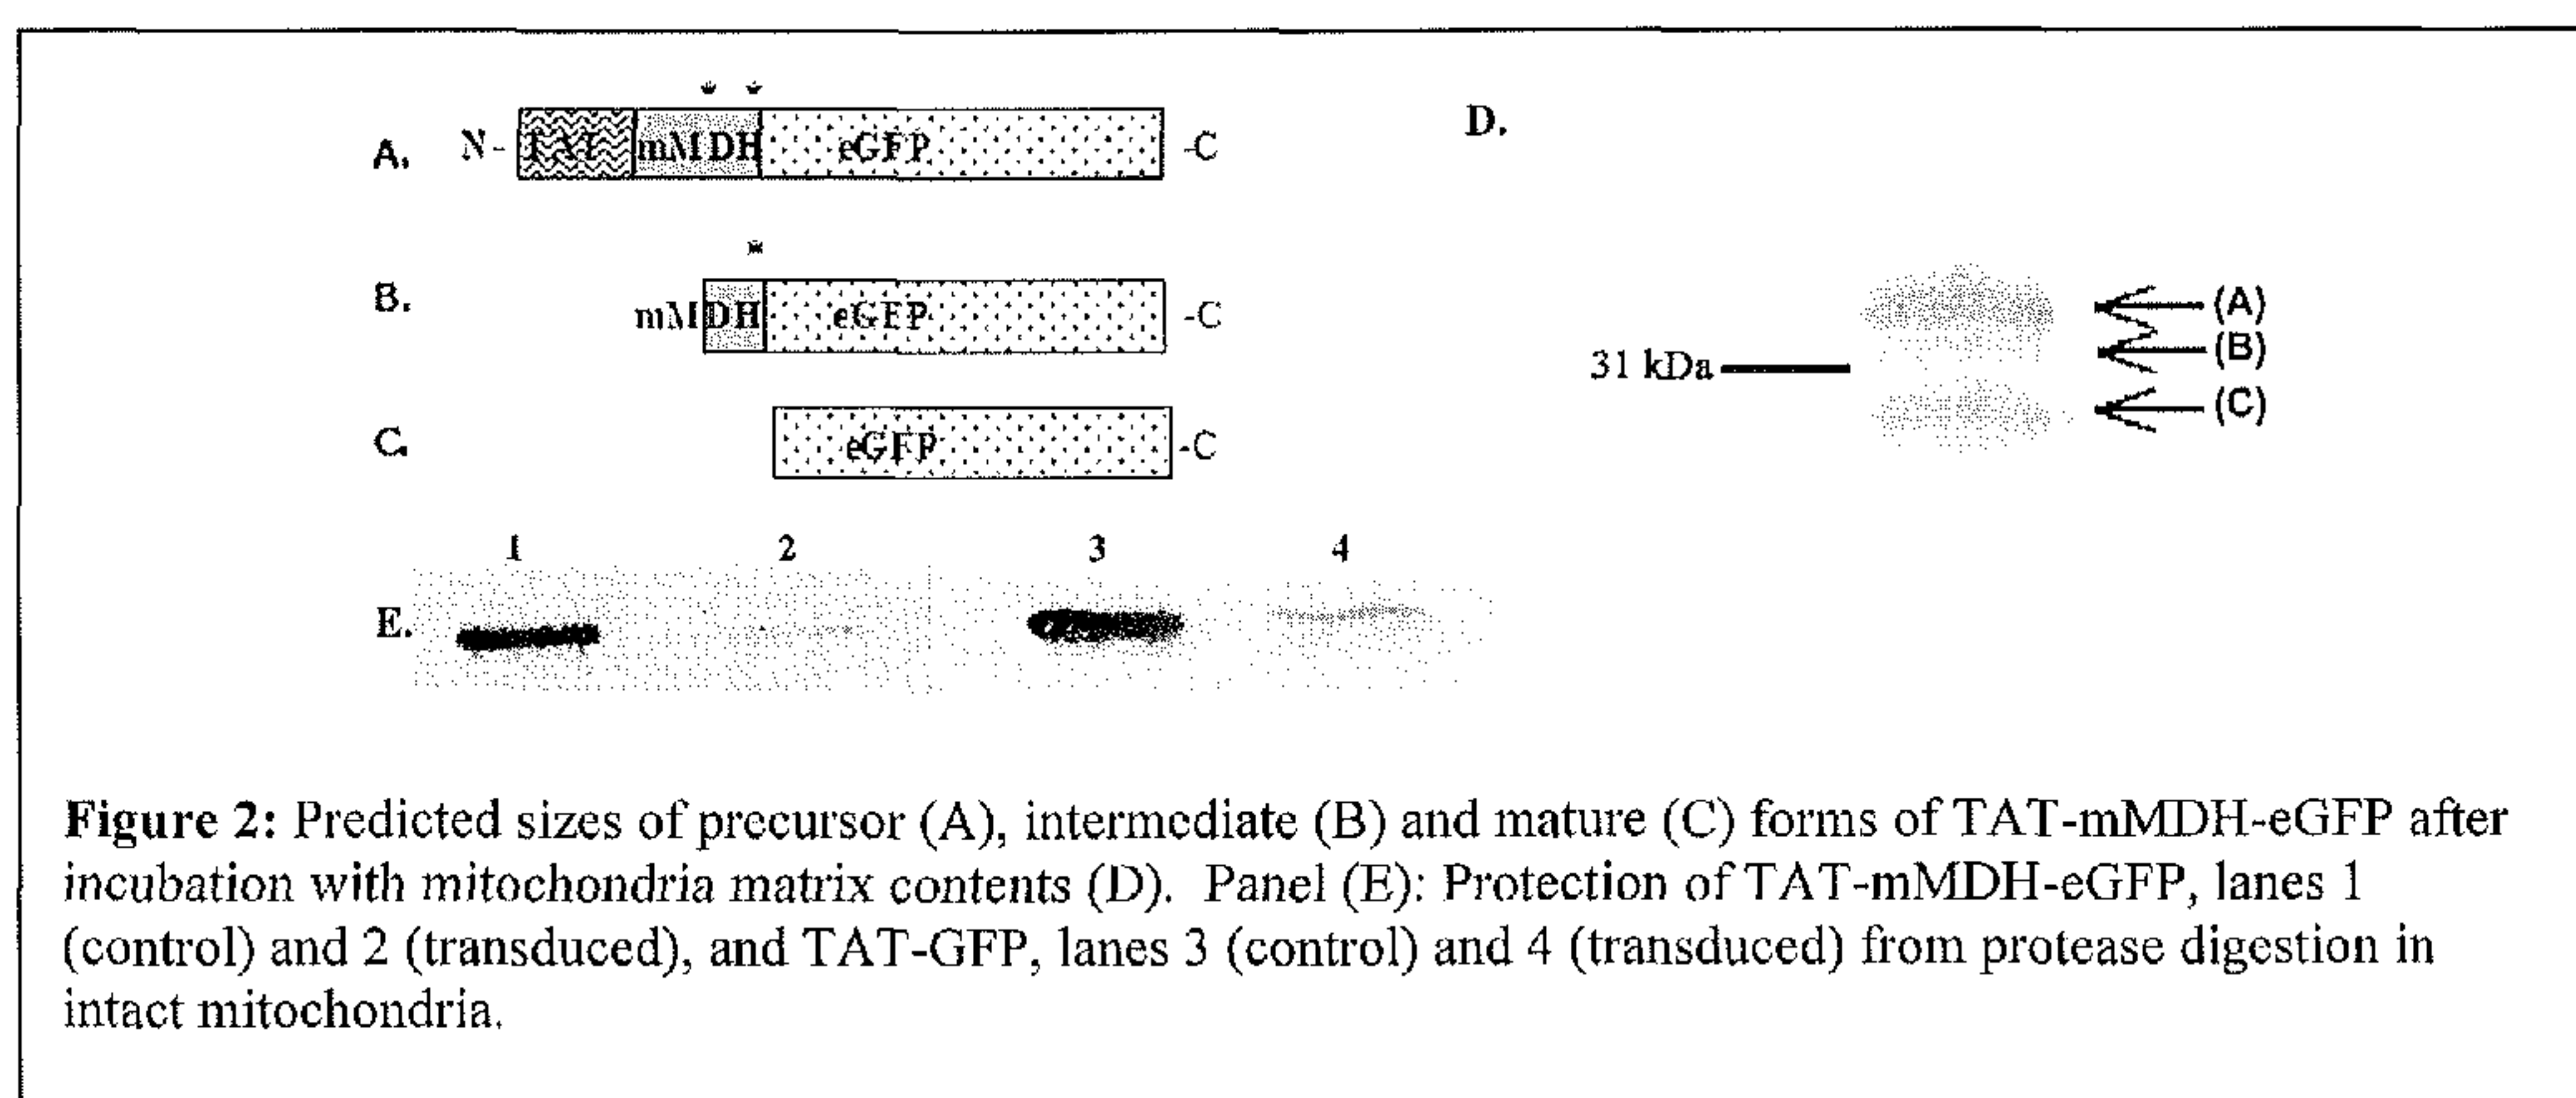 A. N- TAT mMDH eGFP -C
D.
B. mMDH eGFP -C
(A)
(B)
31 kDa
(C)
C. eGFP -C
1 2 3 4
E.
Figure 2: Predicted sizes of precursor (A), intermediate (B) and mature (C) forms of TAT-mMDH-eGFP after
incubation with mitochondria matrix contents (D). Panel (E): Protection of TAT-mMDH-eGFP, lanes 1
(control) and 2 (transduced), and TAT-GFP, lanes 3 (control) and 4 (transduced) from protease digestion in
intact mitochondria.